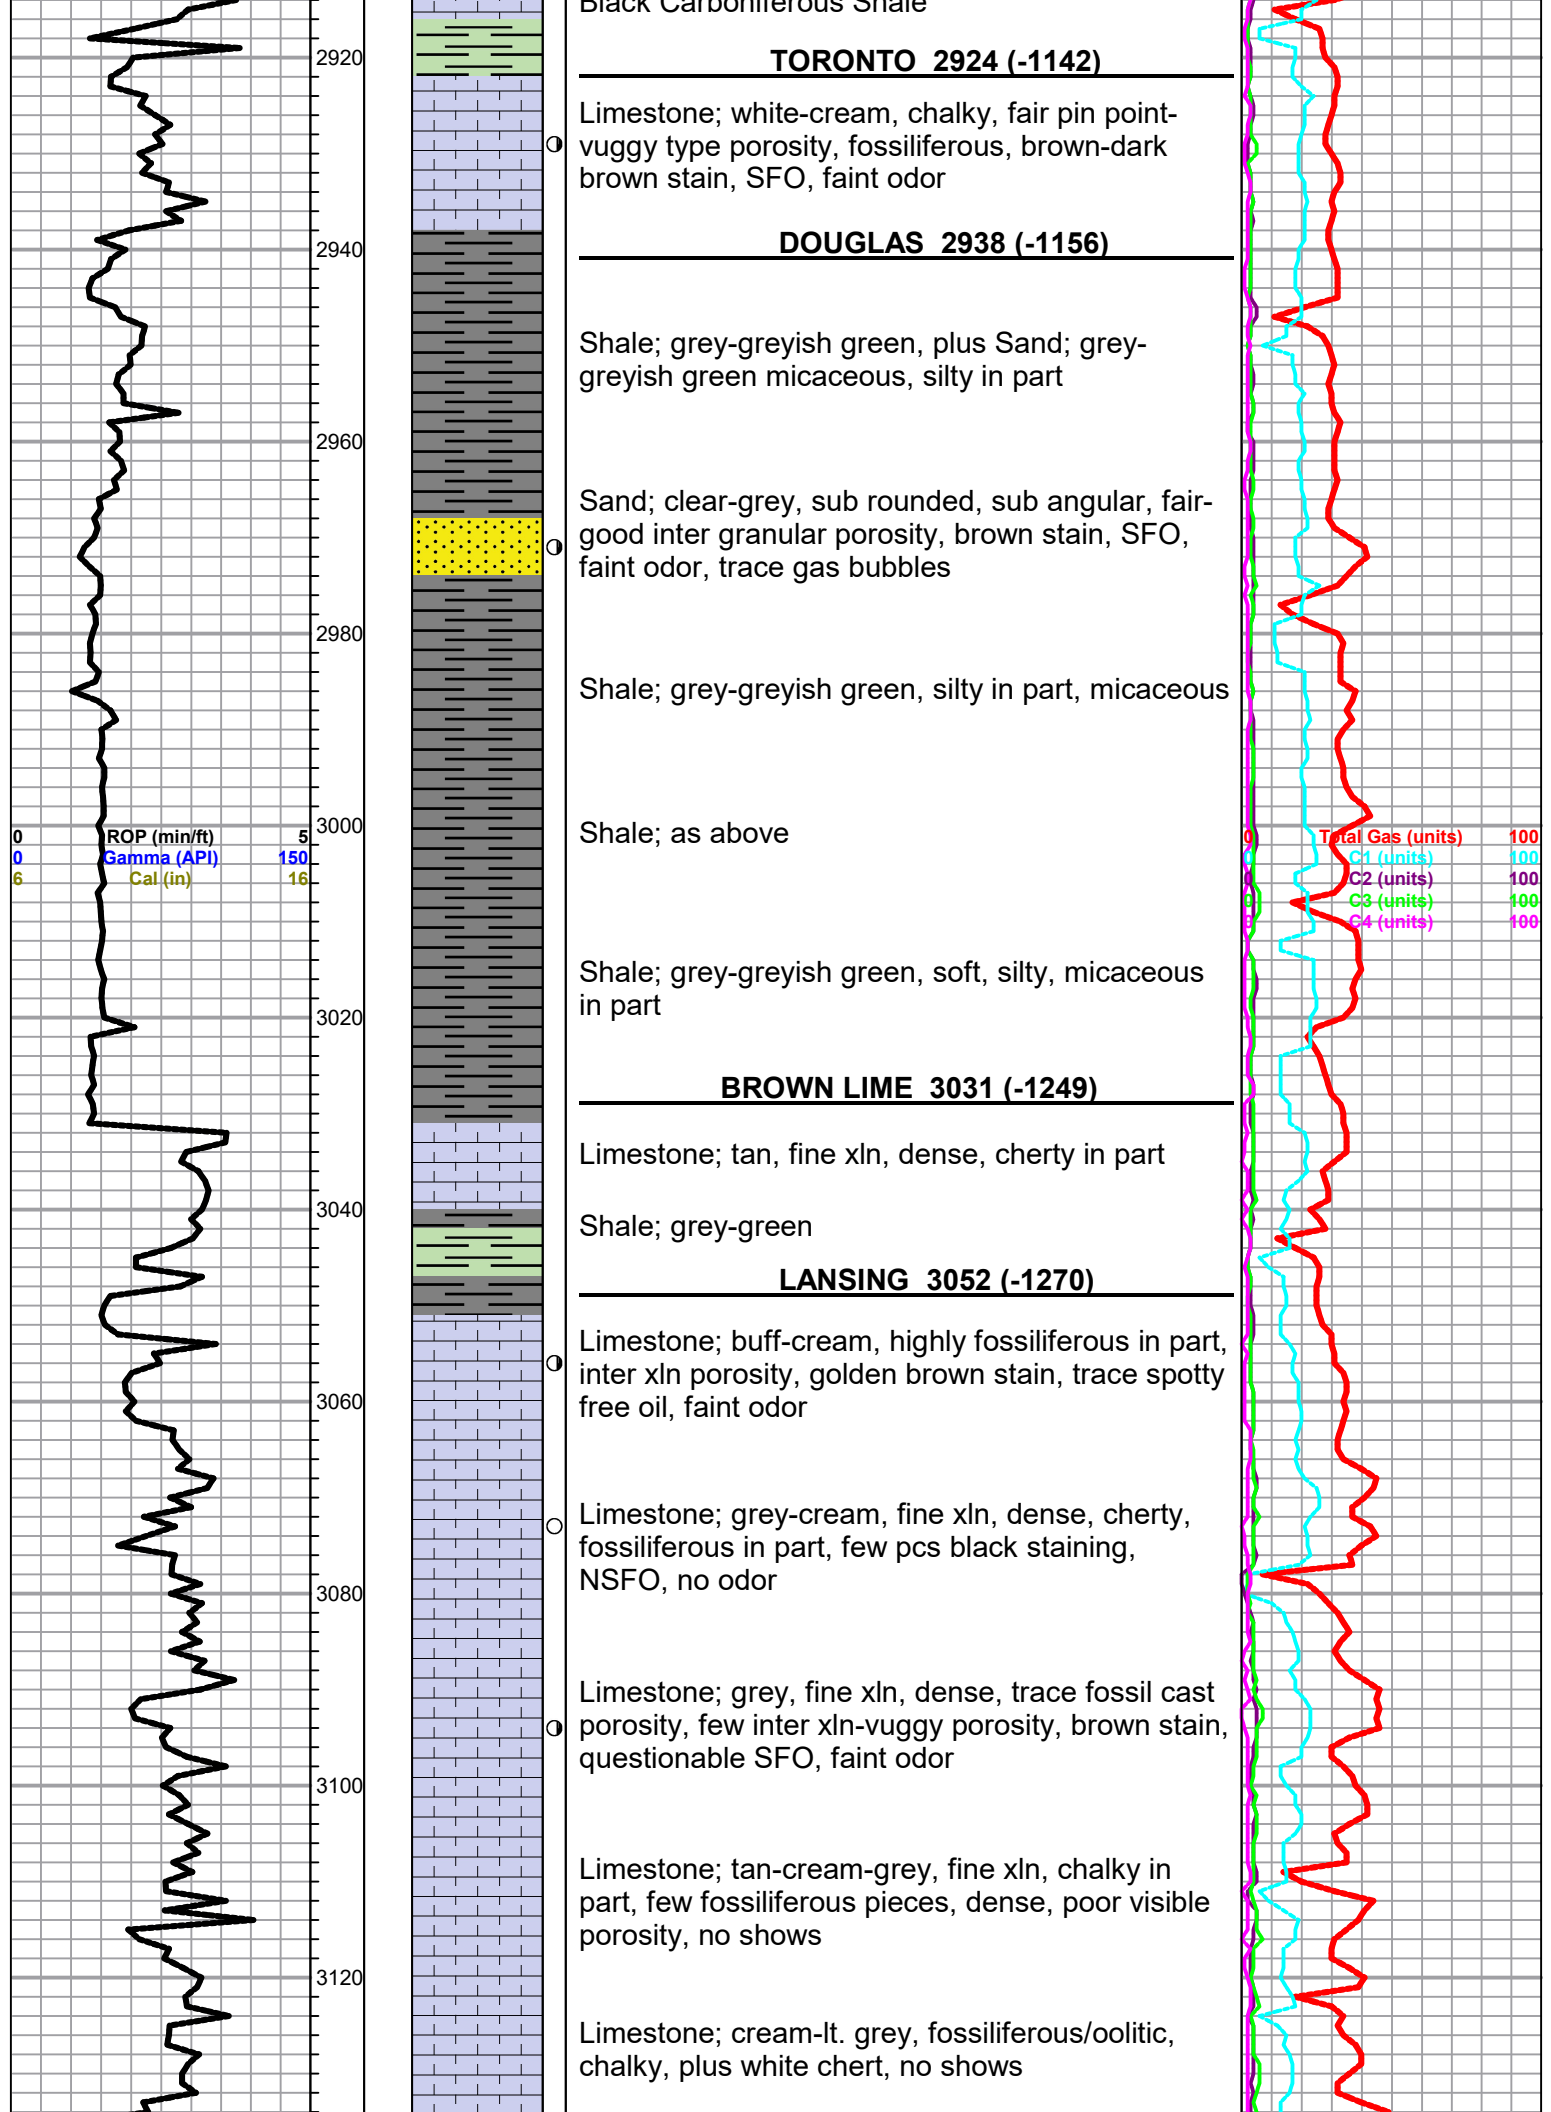 Black Carboniferous Shale
2920
TORONTO 2924 (-1142)
Limestone; white-cream, chalky, fair pin point-
vuggy type porosity, fossiliferous, brown-dark
brown stain, SFO, faint odor
2940
DOUGLAS 2938 (-1156)
Shale; grey-greyish green, plus Sand; grey-
greyish green micaceous, silty in part
2960
Sand; clear-grey, sub rounded, sub angular, fair-
good inter granular porosity, brown stain, SFO,
faint odor, trace gas bubbles
2980
Shale; grey-greyish green, silty in part, micaceous
3000
0 ROP (min/ft) 5
0 Gamma (API) 150
6 Cal (in) 16
Shale; as above
0 Total Gas (units) 100
0 C1 (units) 100
0 C2 (units) 100
0 C3 (units) 100
0 C4 (units) 100
Shale; grey-greyish green, soft, silty, micaceous
in part
3020
BROWN LIME 3031 (-1249)
Limestone; tan, fine xln, dense, cherty in part
3040
Shale; grey-green
LANSING 3052 (-1270)
Limestone; buff-cream, highly fossiliferous in part,
inter xln porosity, golden brown stain, trace spotty
free oil, faint odor
3060
Limestone; grey-cream, fine xln, dense, cherty,
fossiliferous in part, few pcs black staining,
NSFO, no odor
3080
Limestone; grey, fine xln, dense, trace fossil cast
porosity, few inter xln-vuggy porosity, brown stain,
questionable SFO, faint odor
3100
Limestone; tan-cream-grey, fine xln, chalky in
part, few fossiliferous pieces, dense, poor visible
porosity, no shows
3120
Limestone; cream-lt. grey, fossiliferous/oolitic,
chalky, plus white chert, no shows